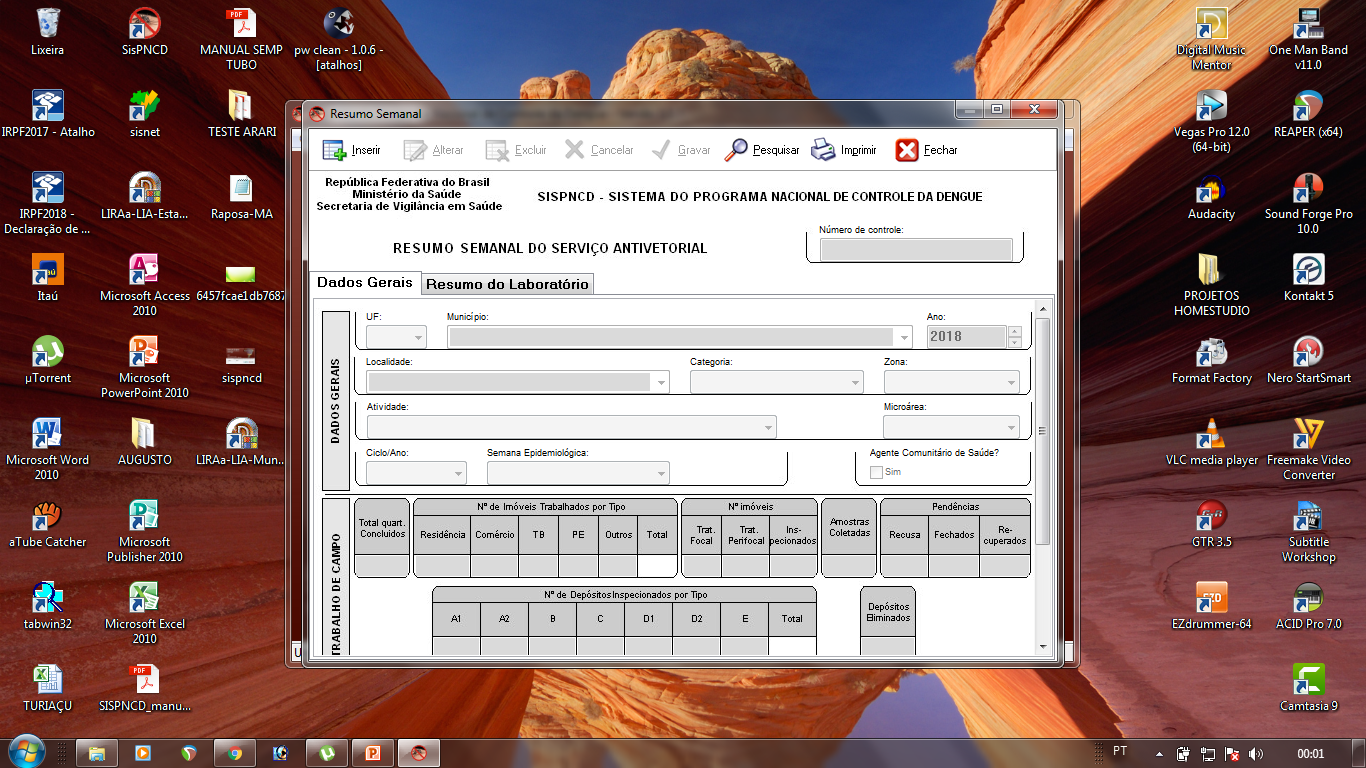 Lixeira
SisPNCD
MANUAL SEMP TUBO
pw clean - 1.0.6 - [atalhos]
IRPF2017 - Atalho
sisnet
TESTE ARARI
IRPF2018 - Declaração de ...
LIRAa-LIA-Esta...
Raposa-MA
Itaú
Microsoft Access 2010
6457fcae1db7687
µTorrent
Microsoft PowerPoint 2010
sispncd
Microsoft Word 2010
AUGUSTO
LIRAa-LIA-Mun...
aTube Catcher
Microsoft Publisher 2010
tabwin32
Microsoft Excel 2010
TURIAÇU
SISPNCD_manu...
Resumo Semanal
Inserir Alterar Excluir Cancelar Gravar Pesquisar Imprimir Fechar
República Federativa do Brasil
Ministério da Saúde
Secretaria de Vigilância em Saúde
SISPNCD - SISTEMA DO PROGRAMA NACIONAL DE CONTROLE DA DENGUE
RESUMO SEMANAL DO SERVIÇO ANTIVETORIAL
Número de controle:
Dados Gerais Resumo do Laboratório
DADOS GERAIS
UF: Município: Ano:
2018
Localidade: Categoria: Zona:
Atividade: Microárea:
Ciclo/Ano: Semana Epidemiológica: Agente Comunitário de Saúde?
Sim
TRABALHO DE CAMPO
Total quart. Concluidos
Nº de Imóveis Trabalhados por Tipo
Residência Comércio TB PE Outros Total
Nº imóveis
Trat. Focal Trat. Perifocal Ins-pecionados
Amostras Coletadas
Pendências
Recusa Fechados Re-cuperados
Nº de Depósitos Inspecionados por Tipo
A1 A2 B C D1 D2 E Total
Depósitos Eliminados
U
Digital Music Mentor
One Man Band v11.0
Vegas Pro 12.0 (64-bit)
REAPER (x64)
Audacity
Sound Forge Pro 10.0
PROJETOS HOMESTUDIO
Kontakt 5
Format Factory
Nero StartSmart
VLC media player
Freemake Video Converter
GTR 3.5
Subtitle Workshop
EZdrummer-64
ACID Pro 7.0
Camtasia 9
PT
00:01